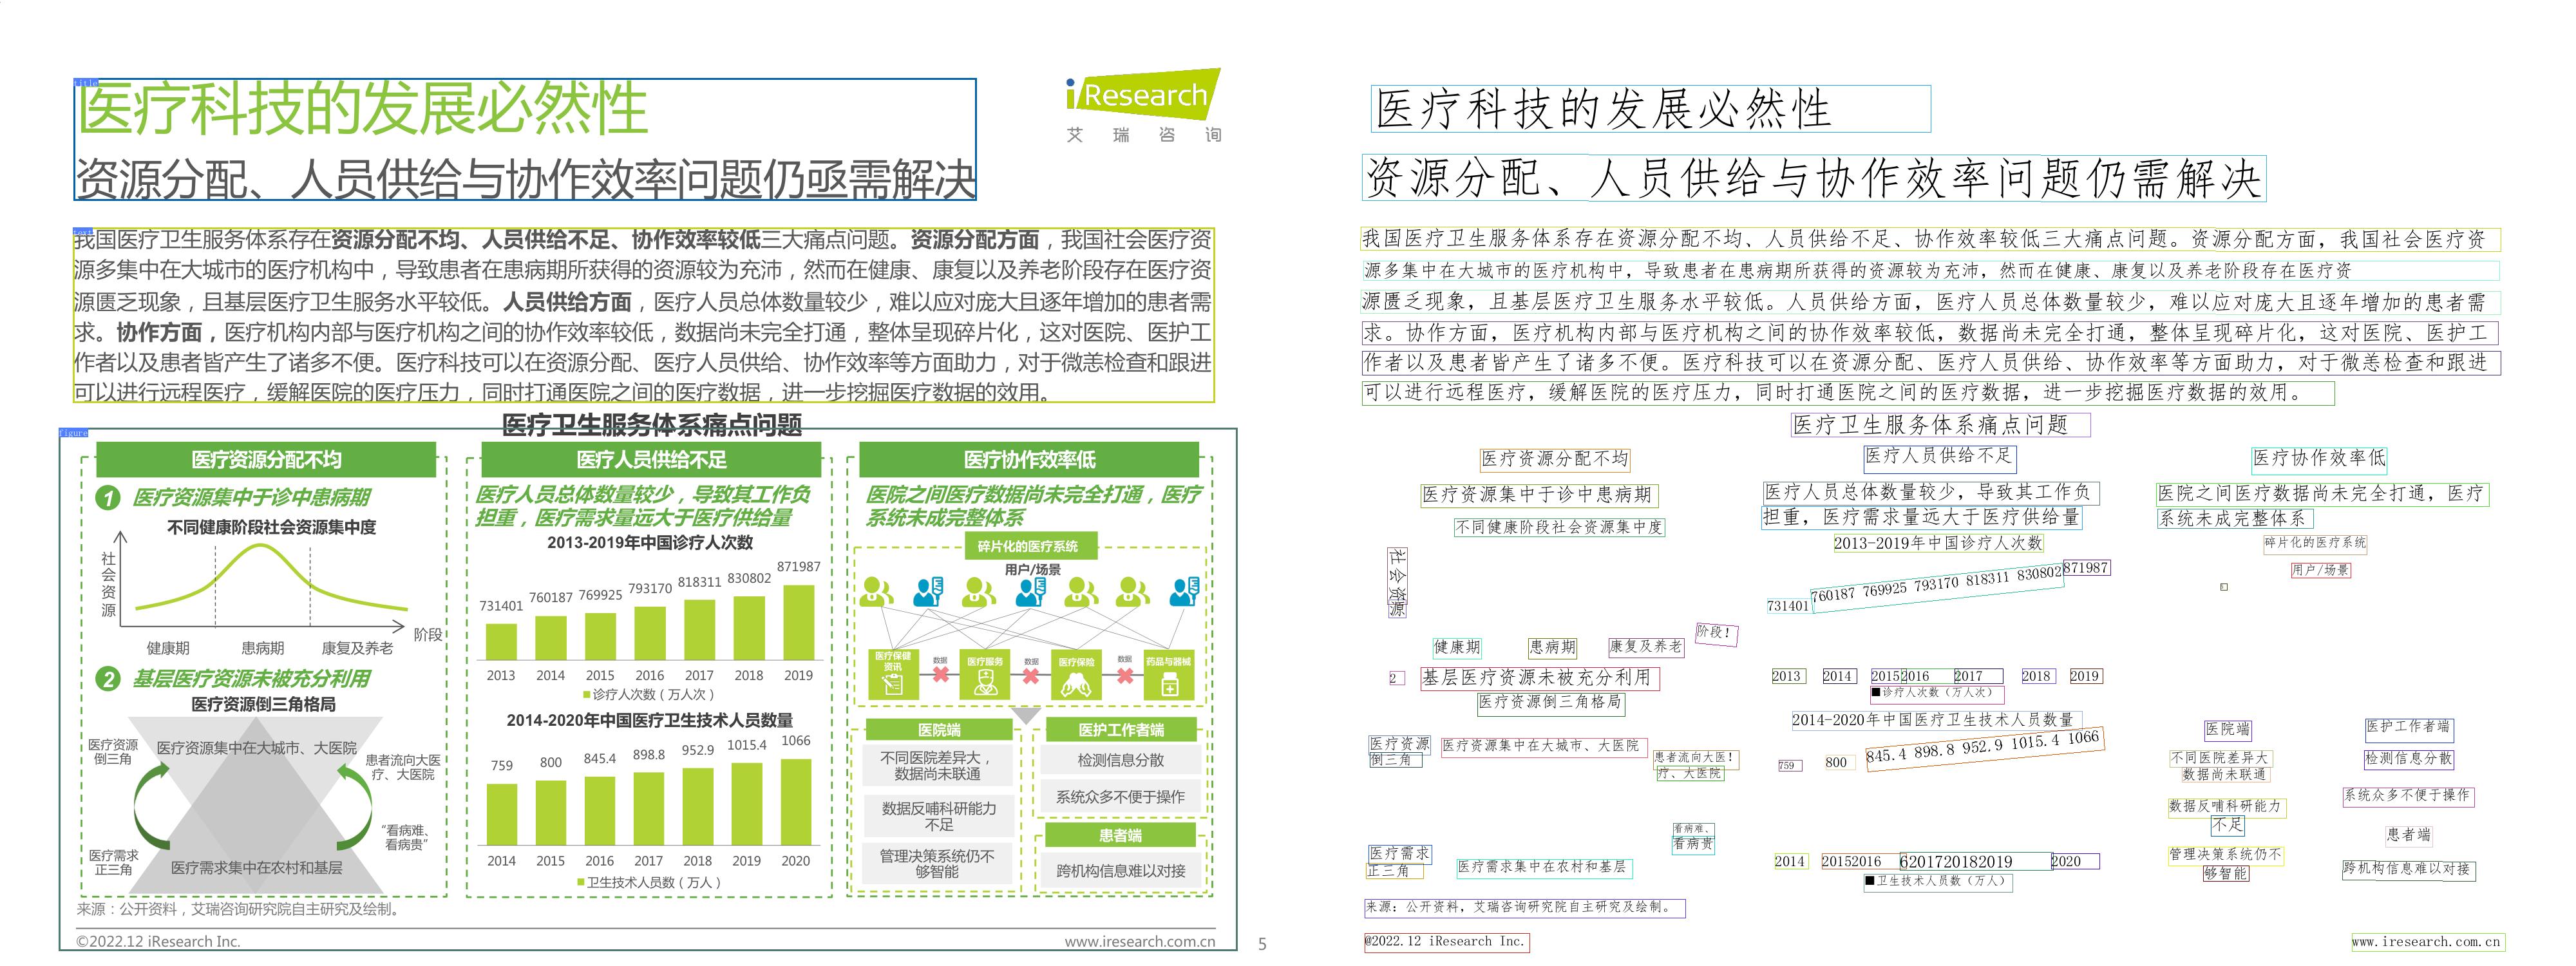 title
医疗科技的发展必然性
资源分配、人员供给与协作效率问题仍亟需解决
iResearch
艾瑞咨询
我国医疗卫生服务体系存在资源分配不均、人员供给不足、协作效率较低三大痛点问题。资源分配方面，我国社会医疗资
源多集中在大城市的医疗机构中，导致患者在患病期所获得的资源较为充沛，然而在健康、康复以及养老阶段存在医疗资
源匮乏现象，且基层医疗卫生服务水平较低。人员供给方面，医疗人员总体数量较少，难以应对庞大且逐年增加的患者需
求。协作方面，医疗机构内部与医疗机构之间的协作效率较低，数据尚未完全打通，整体呈现碎片化，这对医院、医护工
作者以及患者皆产生了诸多不便。医疗科技可以在资源分配、医疗人员供给、协作效率等方面助力，对于微恙检查和跟进
可以进行远程医疗，缓解医院的医疗压力，同时打通医院之间的医疗数据，进一步挖掘医疗数据的效用。
医疗卫生服务体系痛点问题
figure
医疗资源分配不均
1 医疗资源集中于诊中患病期
不同健康阶段社会资源集中度
社会资源
健康期 患病期 康复及养老 阶段
2 基层医疗资源未被充分利用
医疗资源倒三角格局
医疗资源
倒三角
医疗资源集中在大城市、大医院
患者流向大医
疗、大医院
“看病难、
看病贵”
医疗需求
正三角
医疗需求集中在农村和基层
医疗人员供给不足
医疗人员总体数量较少，导致其工作负
担重，医疗需求量远大于医疗供给量
2013-2019年中国诊疗人次数
731401 760187 769925 793170 818311 830802 871987
2013 2014 2015 2016 2017 2018 2019
诊疗人次数（万人次）
2014-2020年中国医疗卫生技术人员数量
759 800 845.4 898.8 952.9 1015.4 1066
2014 2015 2016 2017 2018 2019 2020
卫生技术人员数（万人）
医疗协作效率低
医院之间医疗数据尚未完全打通，医疗
系统未成完整体系
碎片化的医疗系统
用户/场景
医疗保健
资讯
数据
医疗服务
数据
医疗保险
数据
药品与器械
医院端
不同医院差异大，
数据尚未联通
数据反哺科研能力
不足
管理决策系统仍不
够智能
医护工作者端
检测信息分散
系统众多不便于操作
患者端
跨机构信息难以对接
来源：公开资料，艾瑞咨询研究院自主研究及绘制。
©2022.12 iResearch Inc.
www.iresearch.com.cn
5
医疗科技的发展必然性
资源分配、人员供给与协作效率问题仍需解决
我国医疗卫生服务体系存在资源分配不均、人员供给不足、协作效率较低三大痛点问题。资源分配方面，我国社会医疗资
源多集中在大城市的医疗机构中，导致患者在患病期所获得的资源较为充沛，然而在健康、康复以及养老阶段存在医疗资
源匮乏现象，且基层医疗卫生服务水平较低。人员供给方面，医疗人员总体数量较少，难以应对庞大且逐年增加的患者需
求。协作方面，医疗机构内部与医疗机构之间的协作效率较低，数据尚未完全打通，整体呈现碎片化，这对医院、医护工
作者以及患者皆产生了诸多不便。医疗科技可以在资源分配、医疗人员供给、协作效率等方面助力，对于微恙检查和跟进
可以进行远程医疗，缓解医院的医疗压力，同时打通医院之间的医疗数据，进一步挖掘医疗数据的效用。
医疗卫生服务体系痛点问题
医疗资源分配不均
医疗资源集中于诊中患病期
不同健康阶段社会资源集中度
社会资源
健康期 患病期 康复及养老 阶段!
2 基层医疗资源未被充分利用
医疗资源倒三角格局
医疗资源
倒三角
医疗资源集中在大城市、大医院
患者流向大医!
疗、大医院
看病难、
看病贵
医疗需求
正三角
医疗需求集中在农村和基层
医疗人员供给不足
医疗人员总体数量较少，导致其工作负
担重，医疗需求量远大于医疗供给量
2013-2019年中国诊疗人次数
731401 760187 769925 793170 818311 830802 871987
2013 2014 2015 2016 2017 2018 2019
■诊疗人次数（万人次）
2014-2020年中国医疗卫生技术人员数量
759 800 845.4 898.8 952.9 1015.4 1066
2014 20152016 6201720182019 2020
■卫生技术人员数（万人）
医疗协作效率低
医院之间医疗数据尚未完全打通，医疗
系统未成完整体系
碎片化的医疗系统
用户/场景
医院端
不同医院差异大
数据尚未联通
数据反哺科研能力
不足
管理决策系统仍不
够智能
医护工作者端
检测信息分散
系统众多不便于操作
患者端
跨机构信息难以对接
来源：公开资料，艾瑞咨询研究院自主研究及绘制。
@2022.12 iResearch Inc.
www.iresearch.com.cn